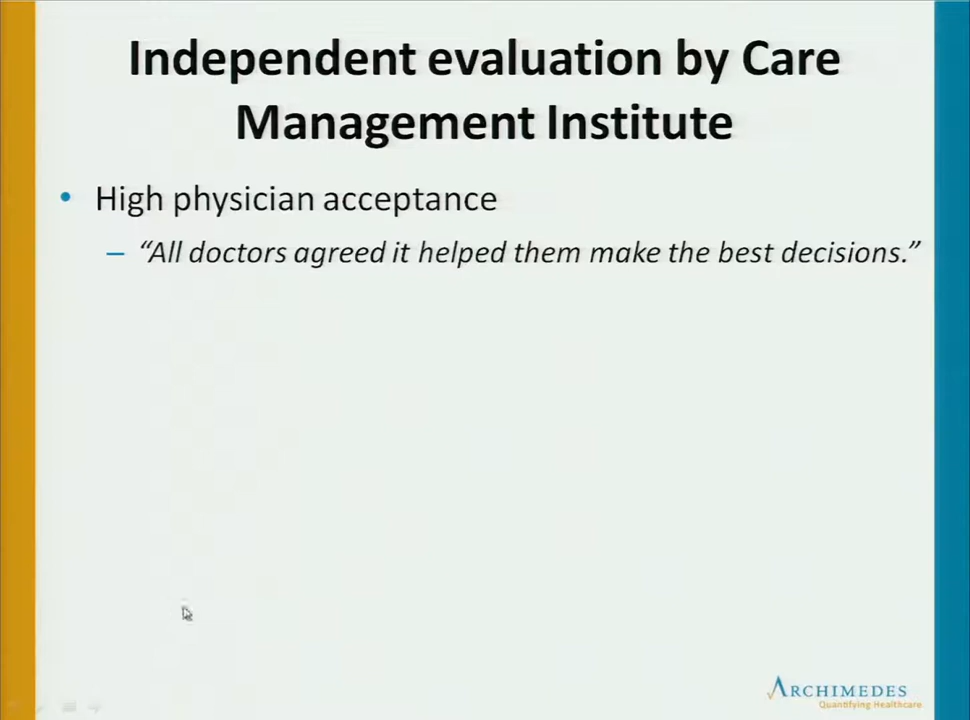 Independent evaluation by Care
Management Institute
• High physician acceptance
– “All doctors agreed it helped them make the best decisions.”
ARCHIMEDES
Quantifying Healthcare